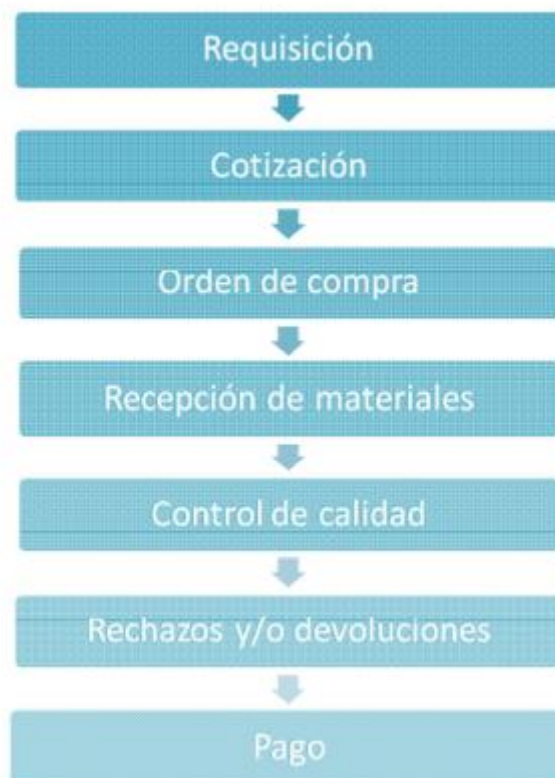 Requisición
Cotización
Orden de compra
Recepción de materiales
Control de calidad
Rechazos y/o devoluciones
Pago